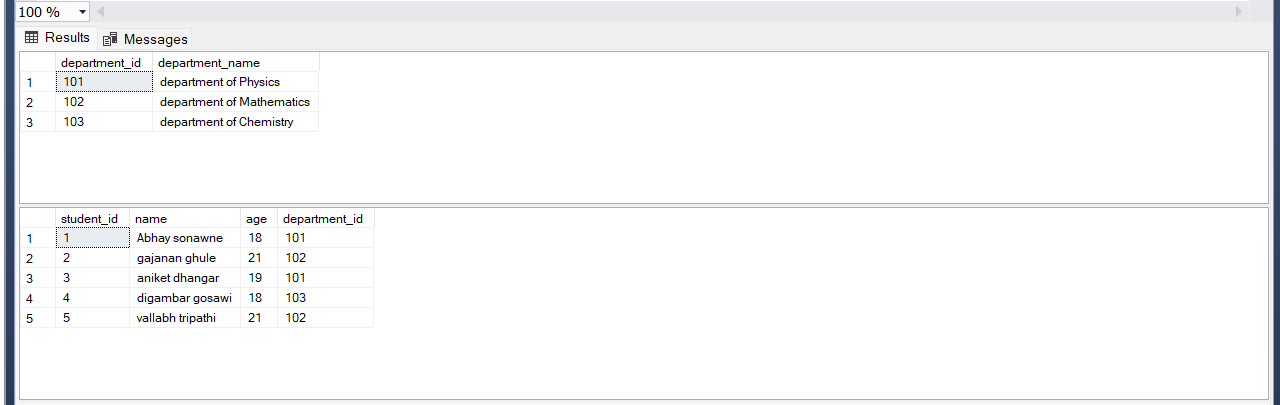 100 %
Results Messages
department_id department_name
1 101 department of Physics
2 102 department of Mathematics
3 103 department of Chemistry
student_id name age department_id
1 1 Abhay sonawne 18 101
2 2 gajanan ghule 21 102
3 3 aniket dhangar 19 101
4 4 digambar gosawi 18 103
5 5 vallabh tripathi 21 102